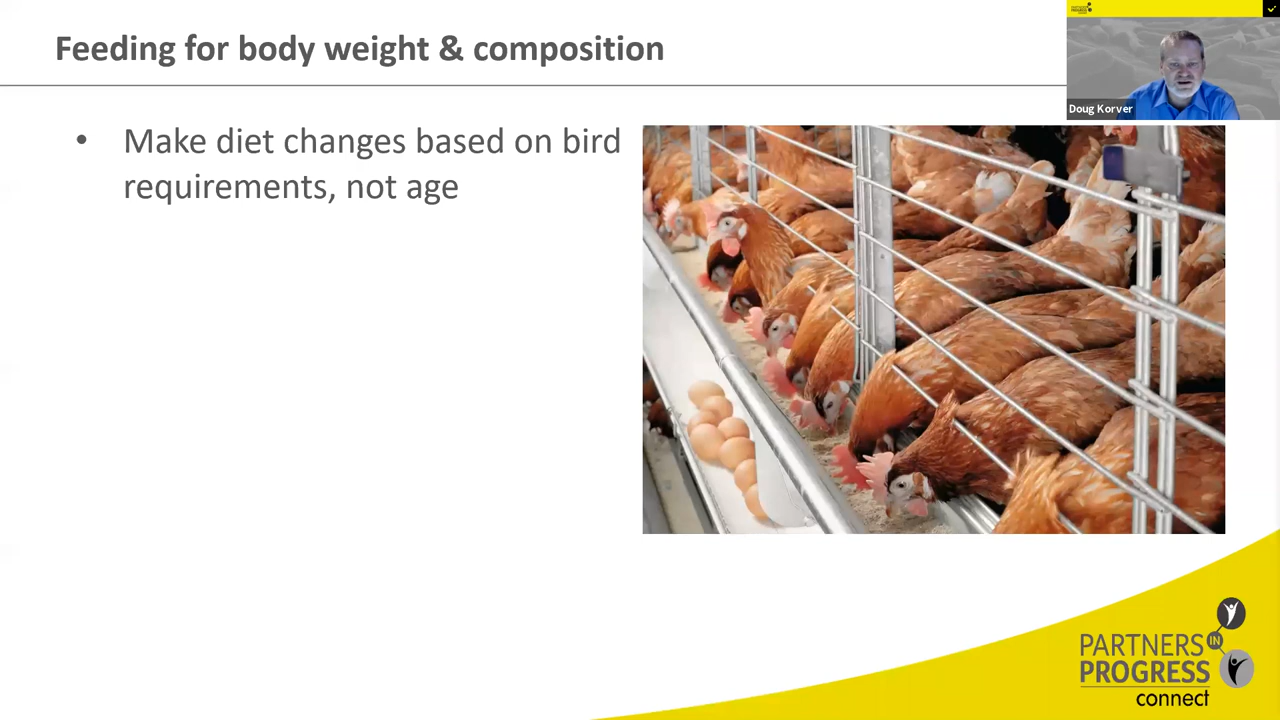 Feeding for body weight & composition
Doug Korver
• Make diet changes based on bird
requirements, not age
PARTNERS
IN
PROGRESS
connect